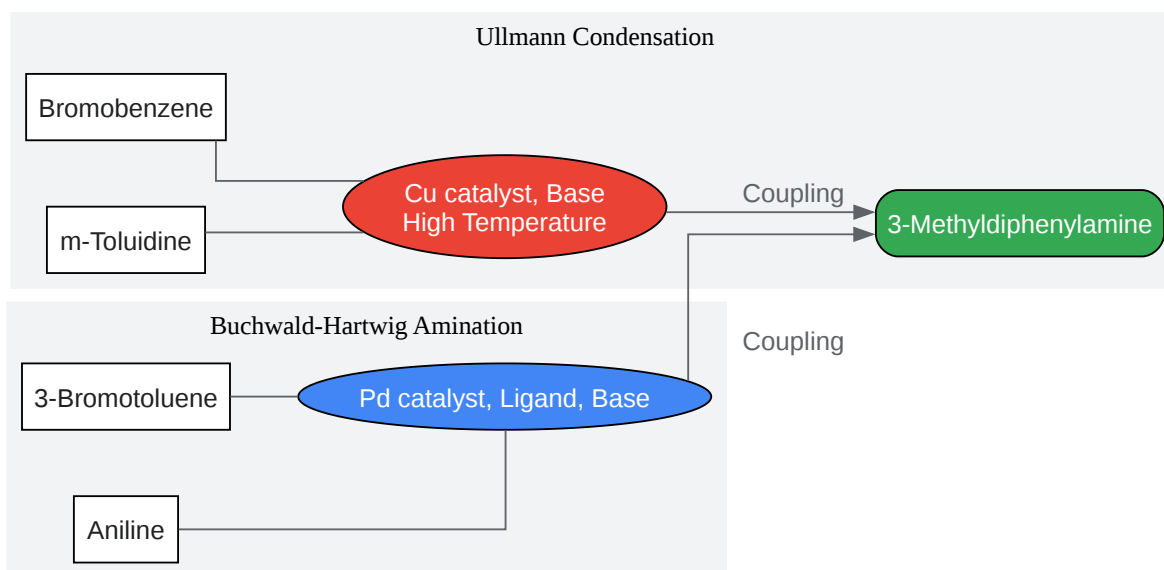 Ullmann Condensation
Bromobenzene
m-Toluidine
Cu catalyst, Base
High Temperature
Coupling
3-Methyldiphenylamine
Buchwald-Hartwig Amination
Coupling
3-Bromotoluene
Pd catalyst, Ligand, Base
Aniline